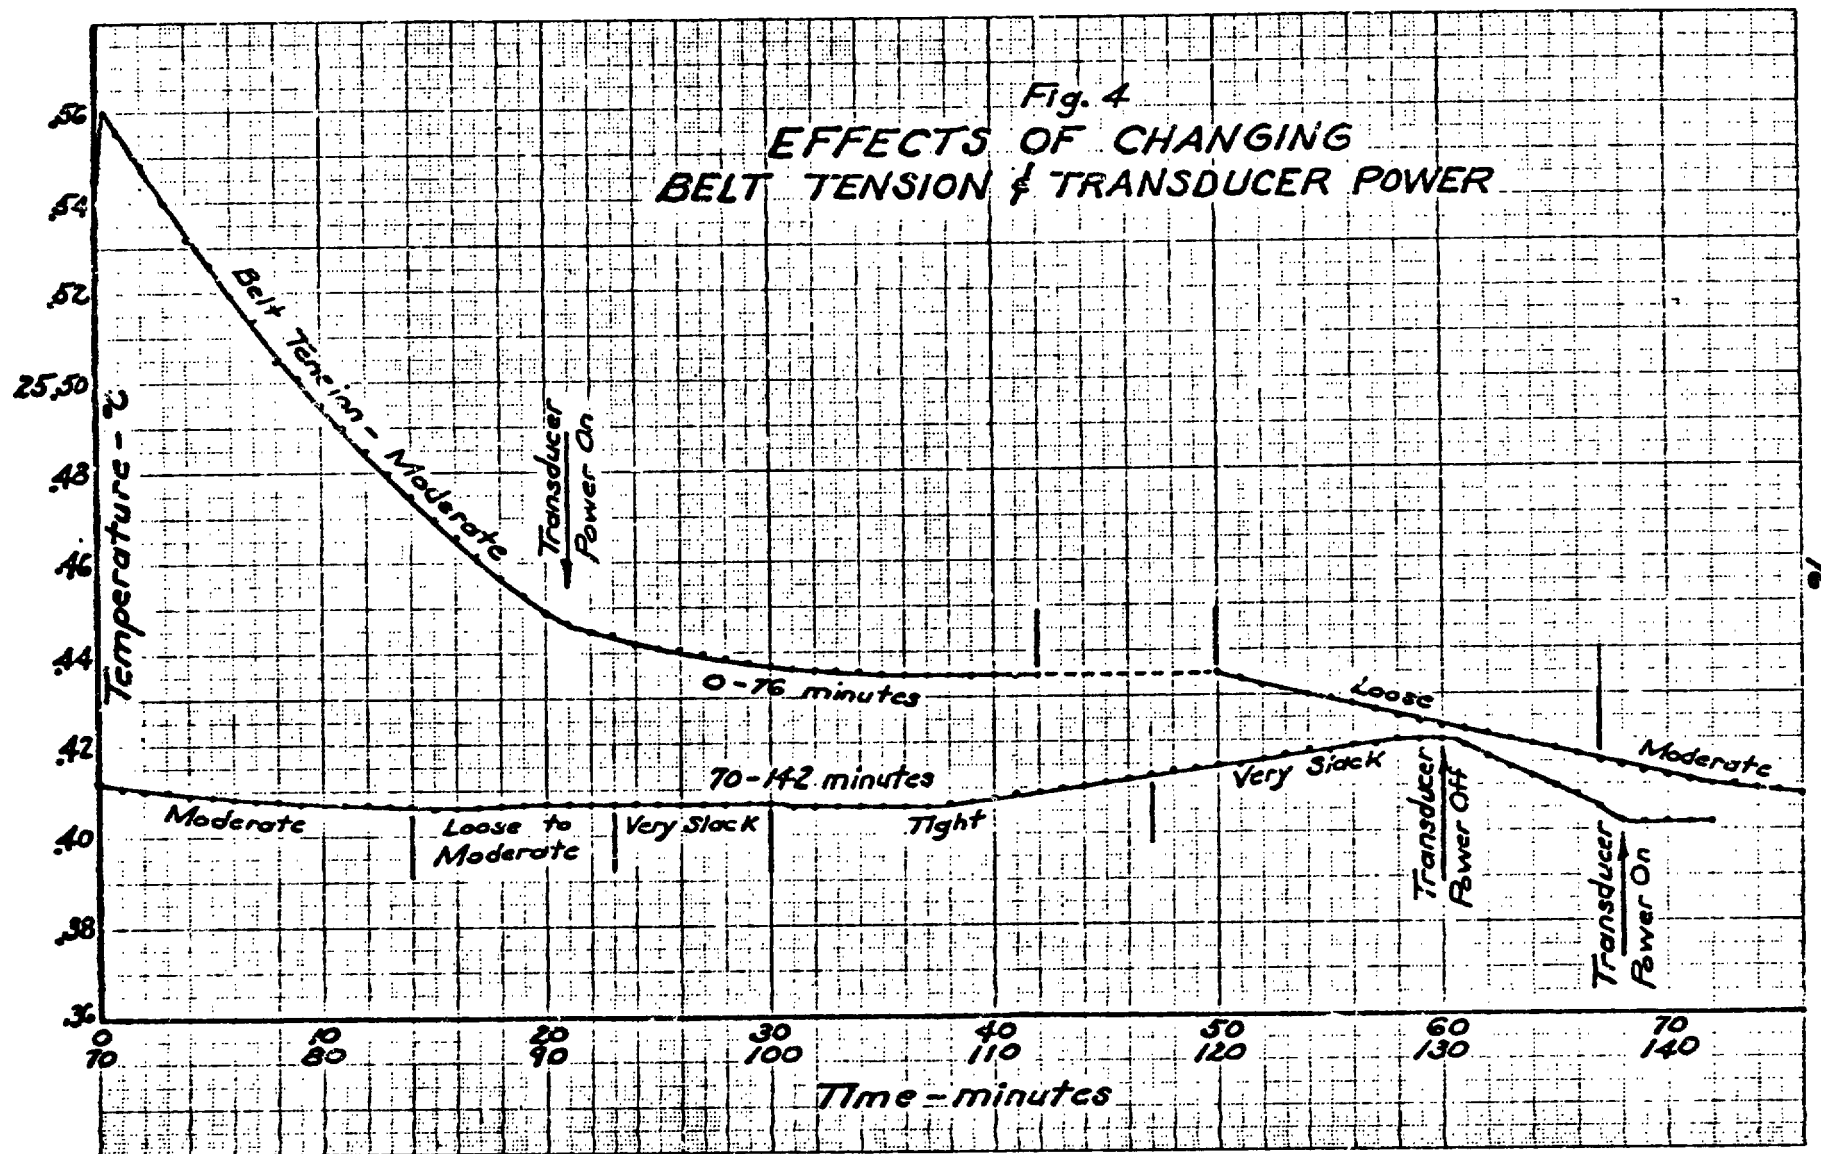 Fig. 4
EFFECTS OF CHANGING
BELT TENSION & TRANSDUCER POWER
.56
.54
.52
25.50
.48
.46
.44
.42
.40
.38
.36
Temperature - °C
Belt Tension - Moderate
Transducer
Power On
0-76 minutes
Loose
Moderate
70-142 minutes
Moderate
Loose to
Moderate
Very Slack
Tight
Very Slack
Transducer
Power Off
Transducer
Power On
0 10 20 30 40 50 60 70
70 80 90 100 110 120 130 140
Time - minutes